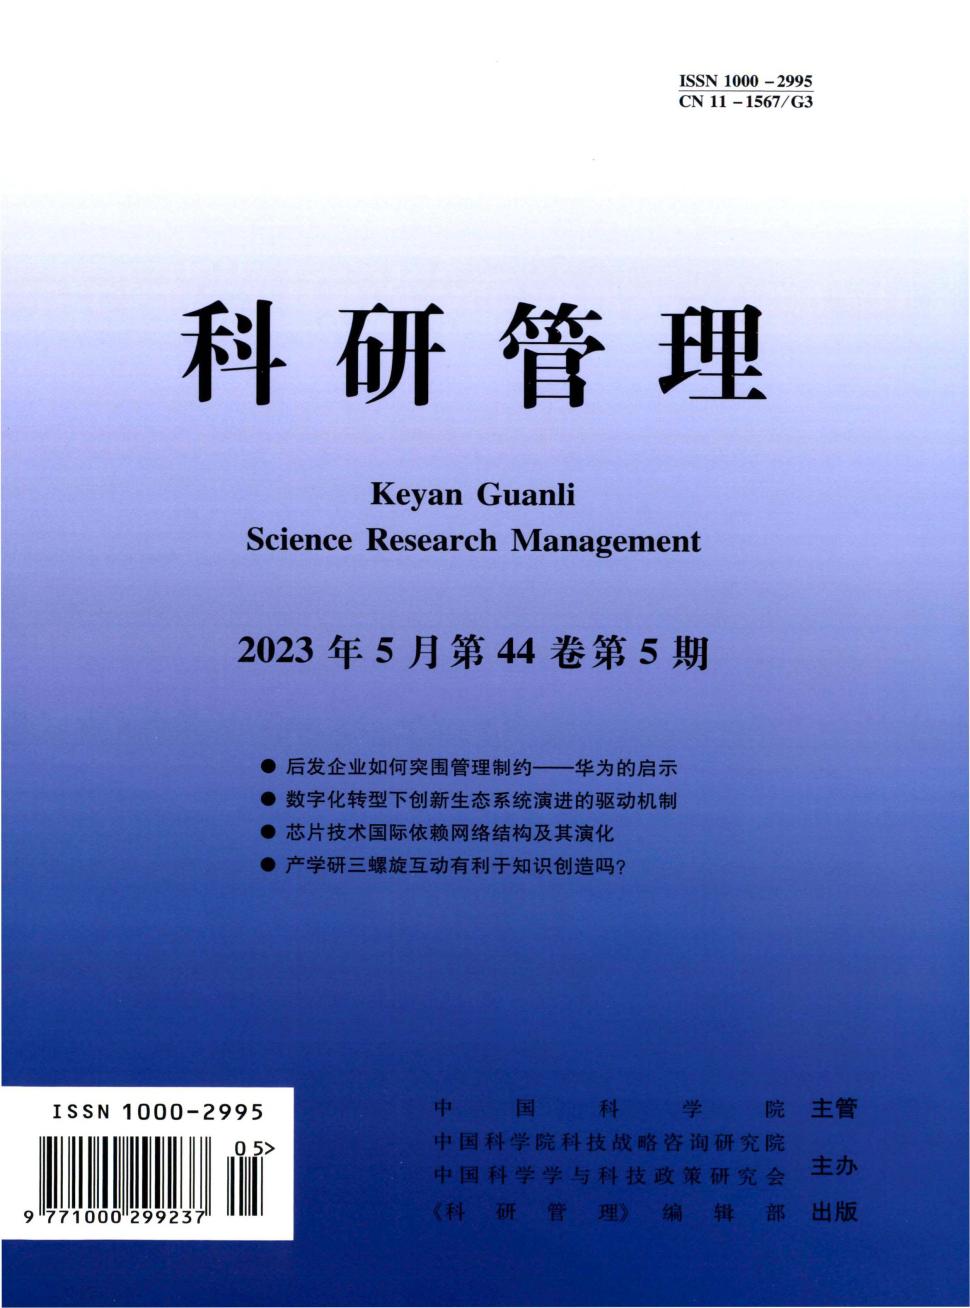 ISSN 1000-2995
CN 11-1567/G3
科研管理
Keyan Guanli
Science Research Management
2023 年 5 月第 44 卷第 5 期
● 后发企业如何突围管理制约——华为的启示
● 数字化转型下创新生态系统演进的驱动机制
● 芯片技术国际依赖网络结构及其演化
● 产学研三螺旋互动有利于知识创造吗?
ISSN 1000-2995
05>
9 771000 299237
中国科学院 主管
中国科学院科技战略咨询研究院
中国科学学与科技政策研究会 主办
《科研管理》编辑部 出版